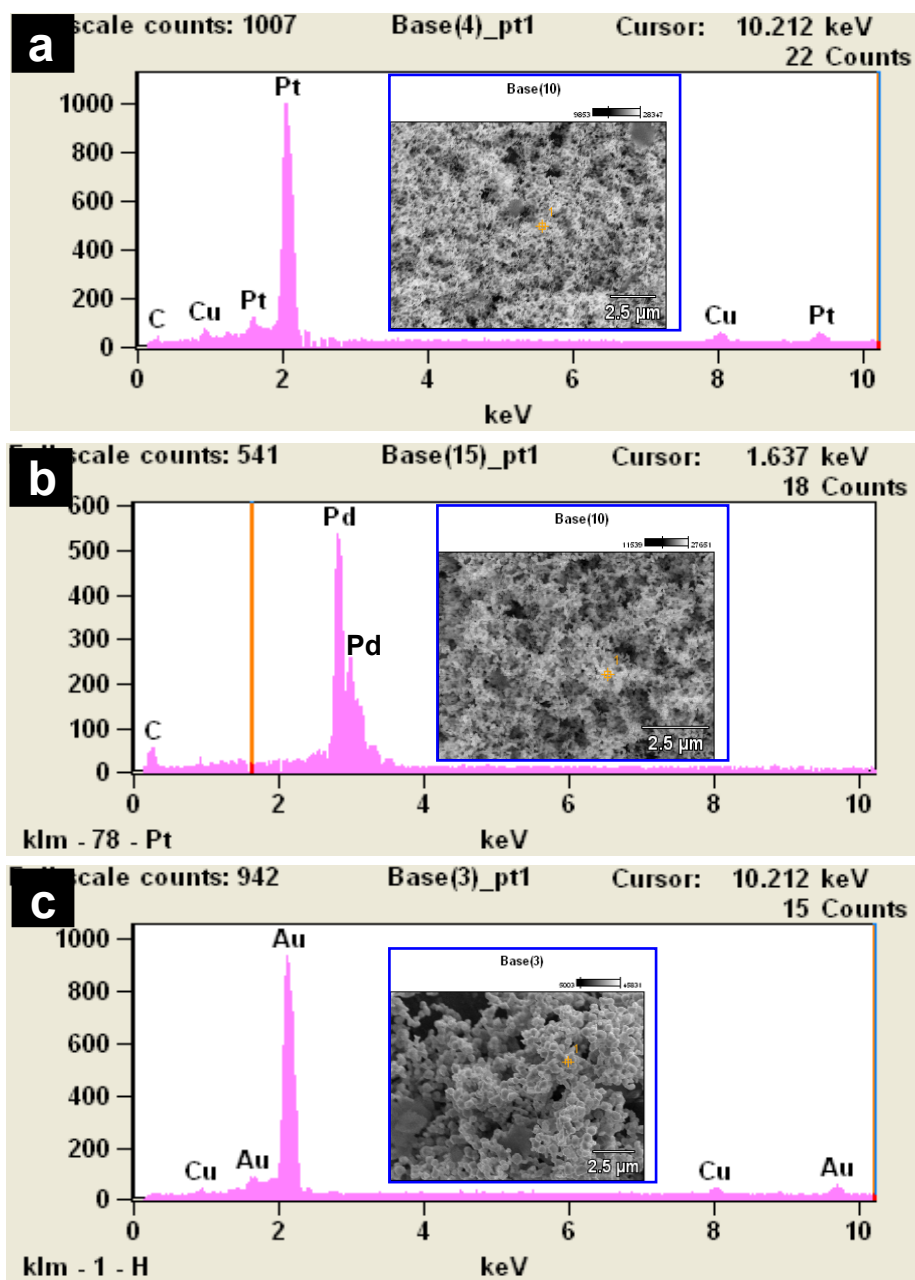 a
scale counts: 1007 Base(4)_pt1 Cursor: 10.212 keV
22 Counts
Base(10)
9853 28347
1000
800
600
400
200
0
Pt
C Cu Pt Cu Pt
2.5 µm
0 2 4 6 8 10
keV
b
scale counts: 541 Base(15)_pt1 Cursor: 1.637 keV
18 Counts
Base(10)
11539 27651
600
500
400
300
200
100
0
Pd
Pd
C
1
2.5 µm
0 2 4 6 8 10
klm - 78 - Pt keV
c
scale counts: 942 Base(3)_pt1 Cursor: 10.212 keV
15 Counts
Base(3)
1000
800
600
400
200
0
Au
Cu Au Cu Au
1
2.5 µm
0 2 4 6 8 10
klm - 1 - H keV